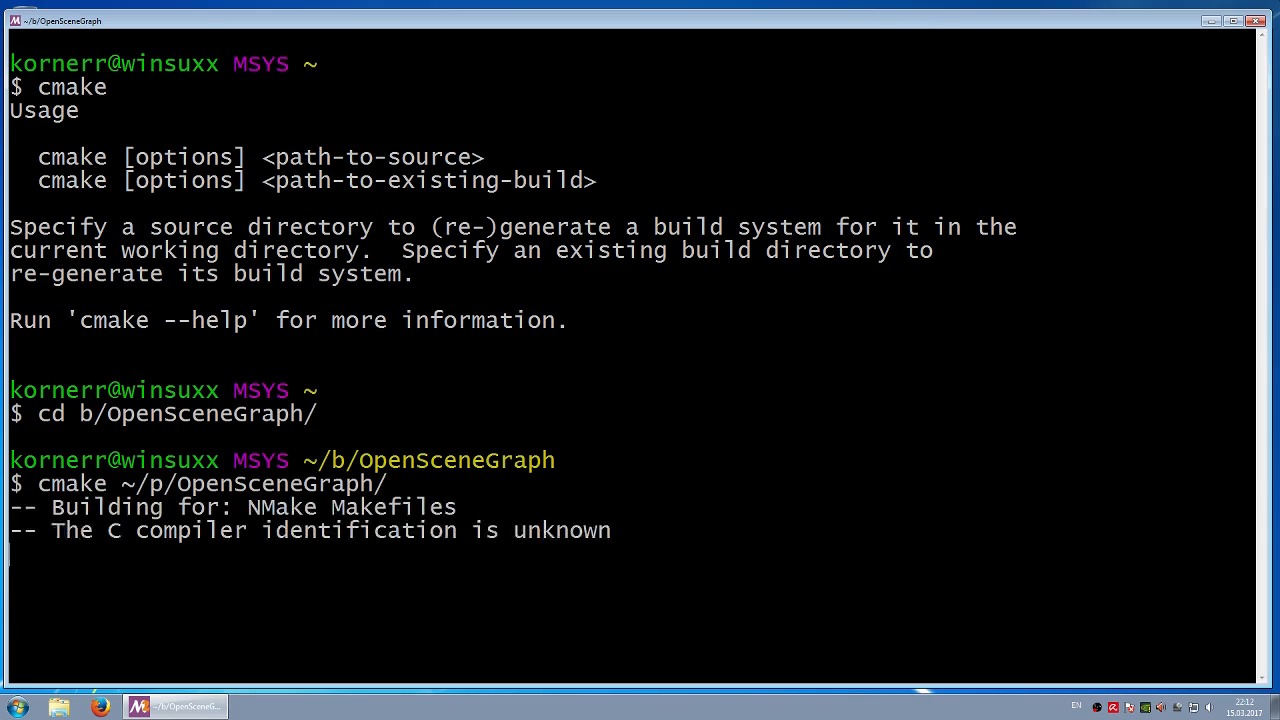 ~/b/OpenSceneGraph
kornerr@winsuxx MSYS ~
$ cmake
Usage
cmake [options] <path-to-source>
cmake [options] <path-to-existing-build>
Specify a source directory to (re-)generate a build system for it in the
current working directory.  Specify an existing build directory to
re-generate its build system.
Run 'cmake --help' for more information.
kornerr@winsuxx MSYS ~
$ cd b/OpenSceneGraph/
kornerr@winsuxx MSYS ~/b/OpenSceneGraph
$ cmake ~/p/OpenSceneGraph/
-- Building for: NMake Makefiles
-- The C compiler identification is unknown
~/b/OpenSceneG...
EN
22:12
15.03.2017